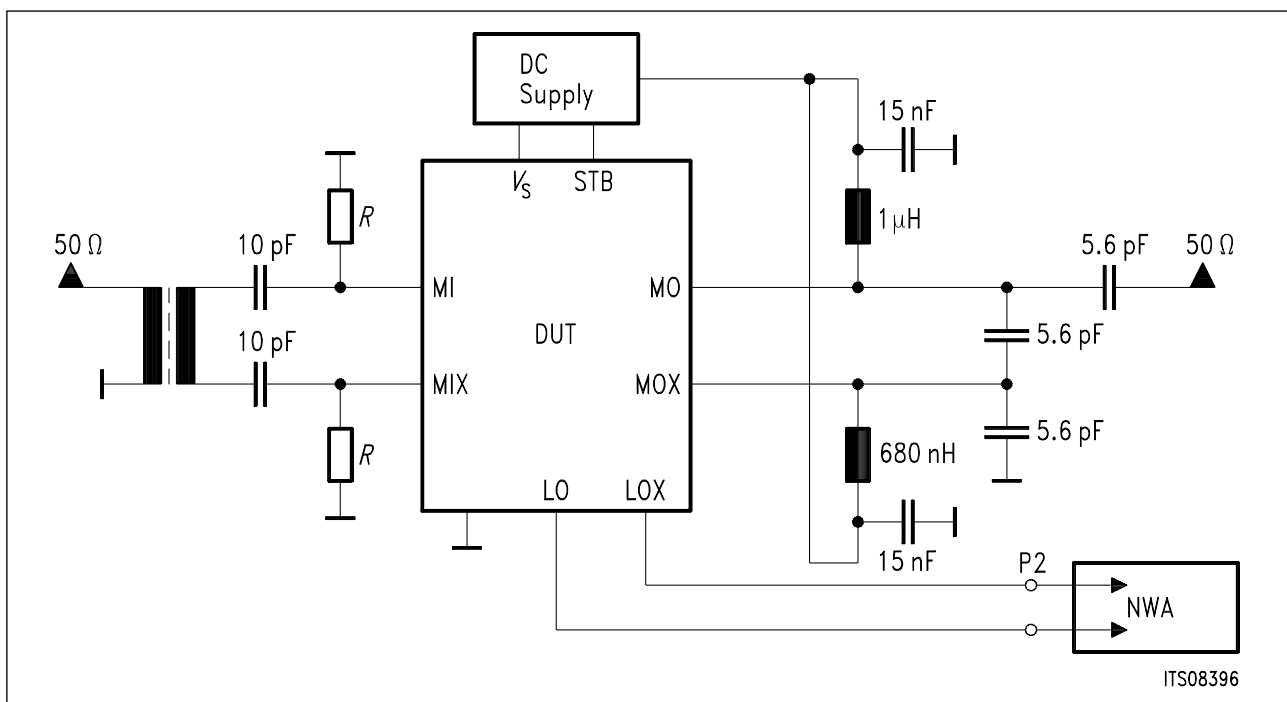 DC
Supply
15 nF
VS
STB
R
1 µH
50 Ω
10 pF
5.6 pF
50 Ω
MI
MO
10 pF
DUT
5.6 pF
MIX
MOX
R
5.6 pF
680 nH
LO
LOX
15 nF
P2
NWA
ITS08396